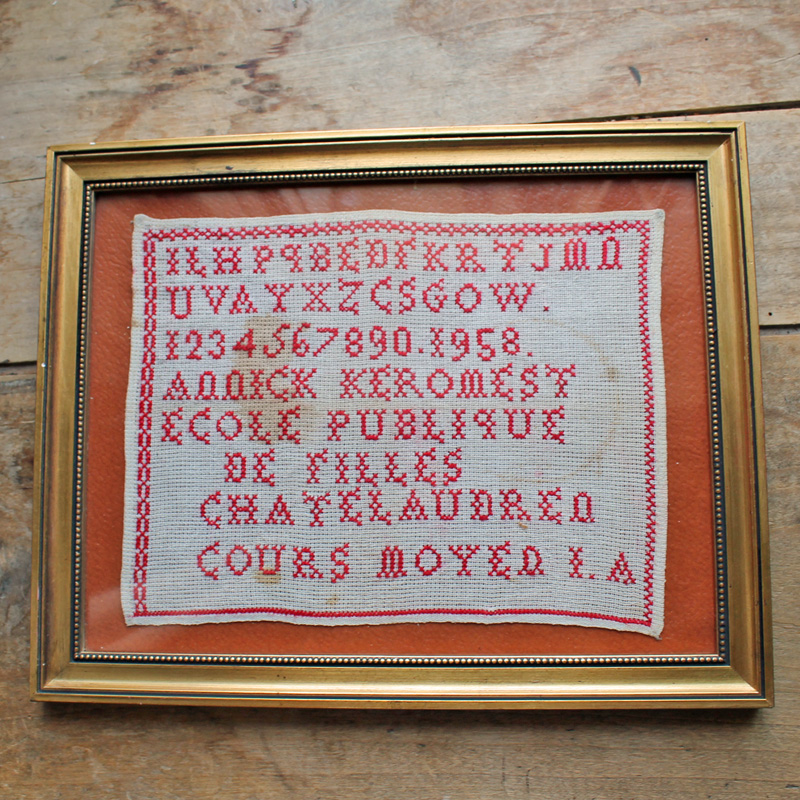 ILHPQBEDFKRTJMN
UVAYXZCSGOW.
1234567890.1958.
ANNICK KEROMEST
ECOLE PUBLIQUE
DE FILLES
CHATELAUDREN
COURS MOYEN I.A